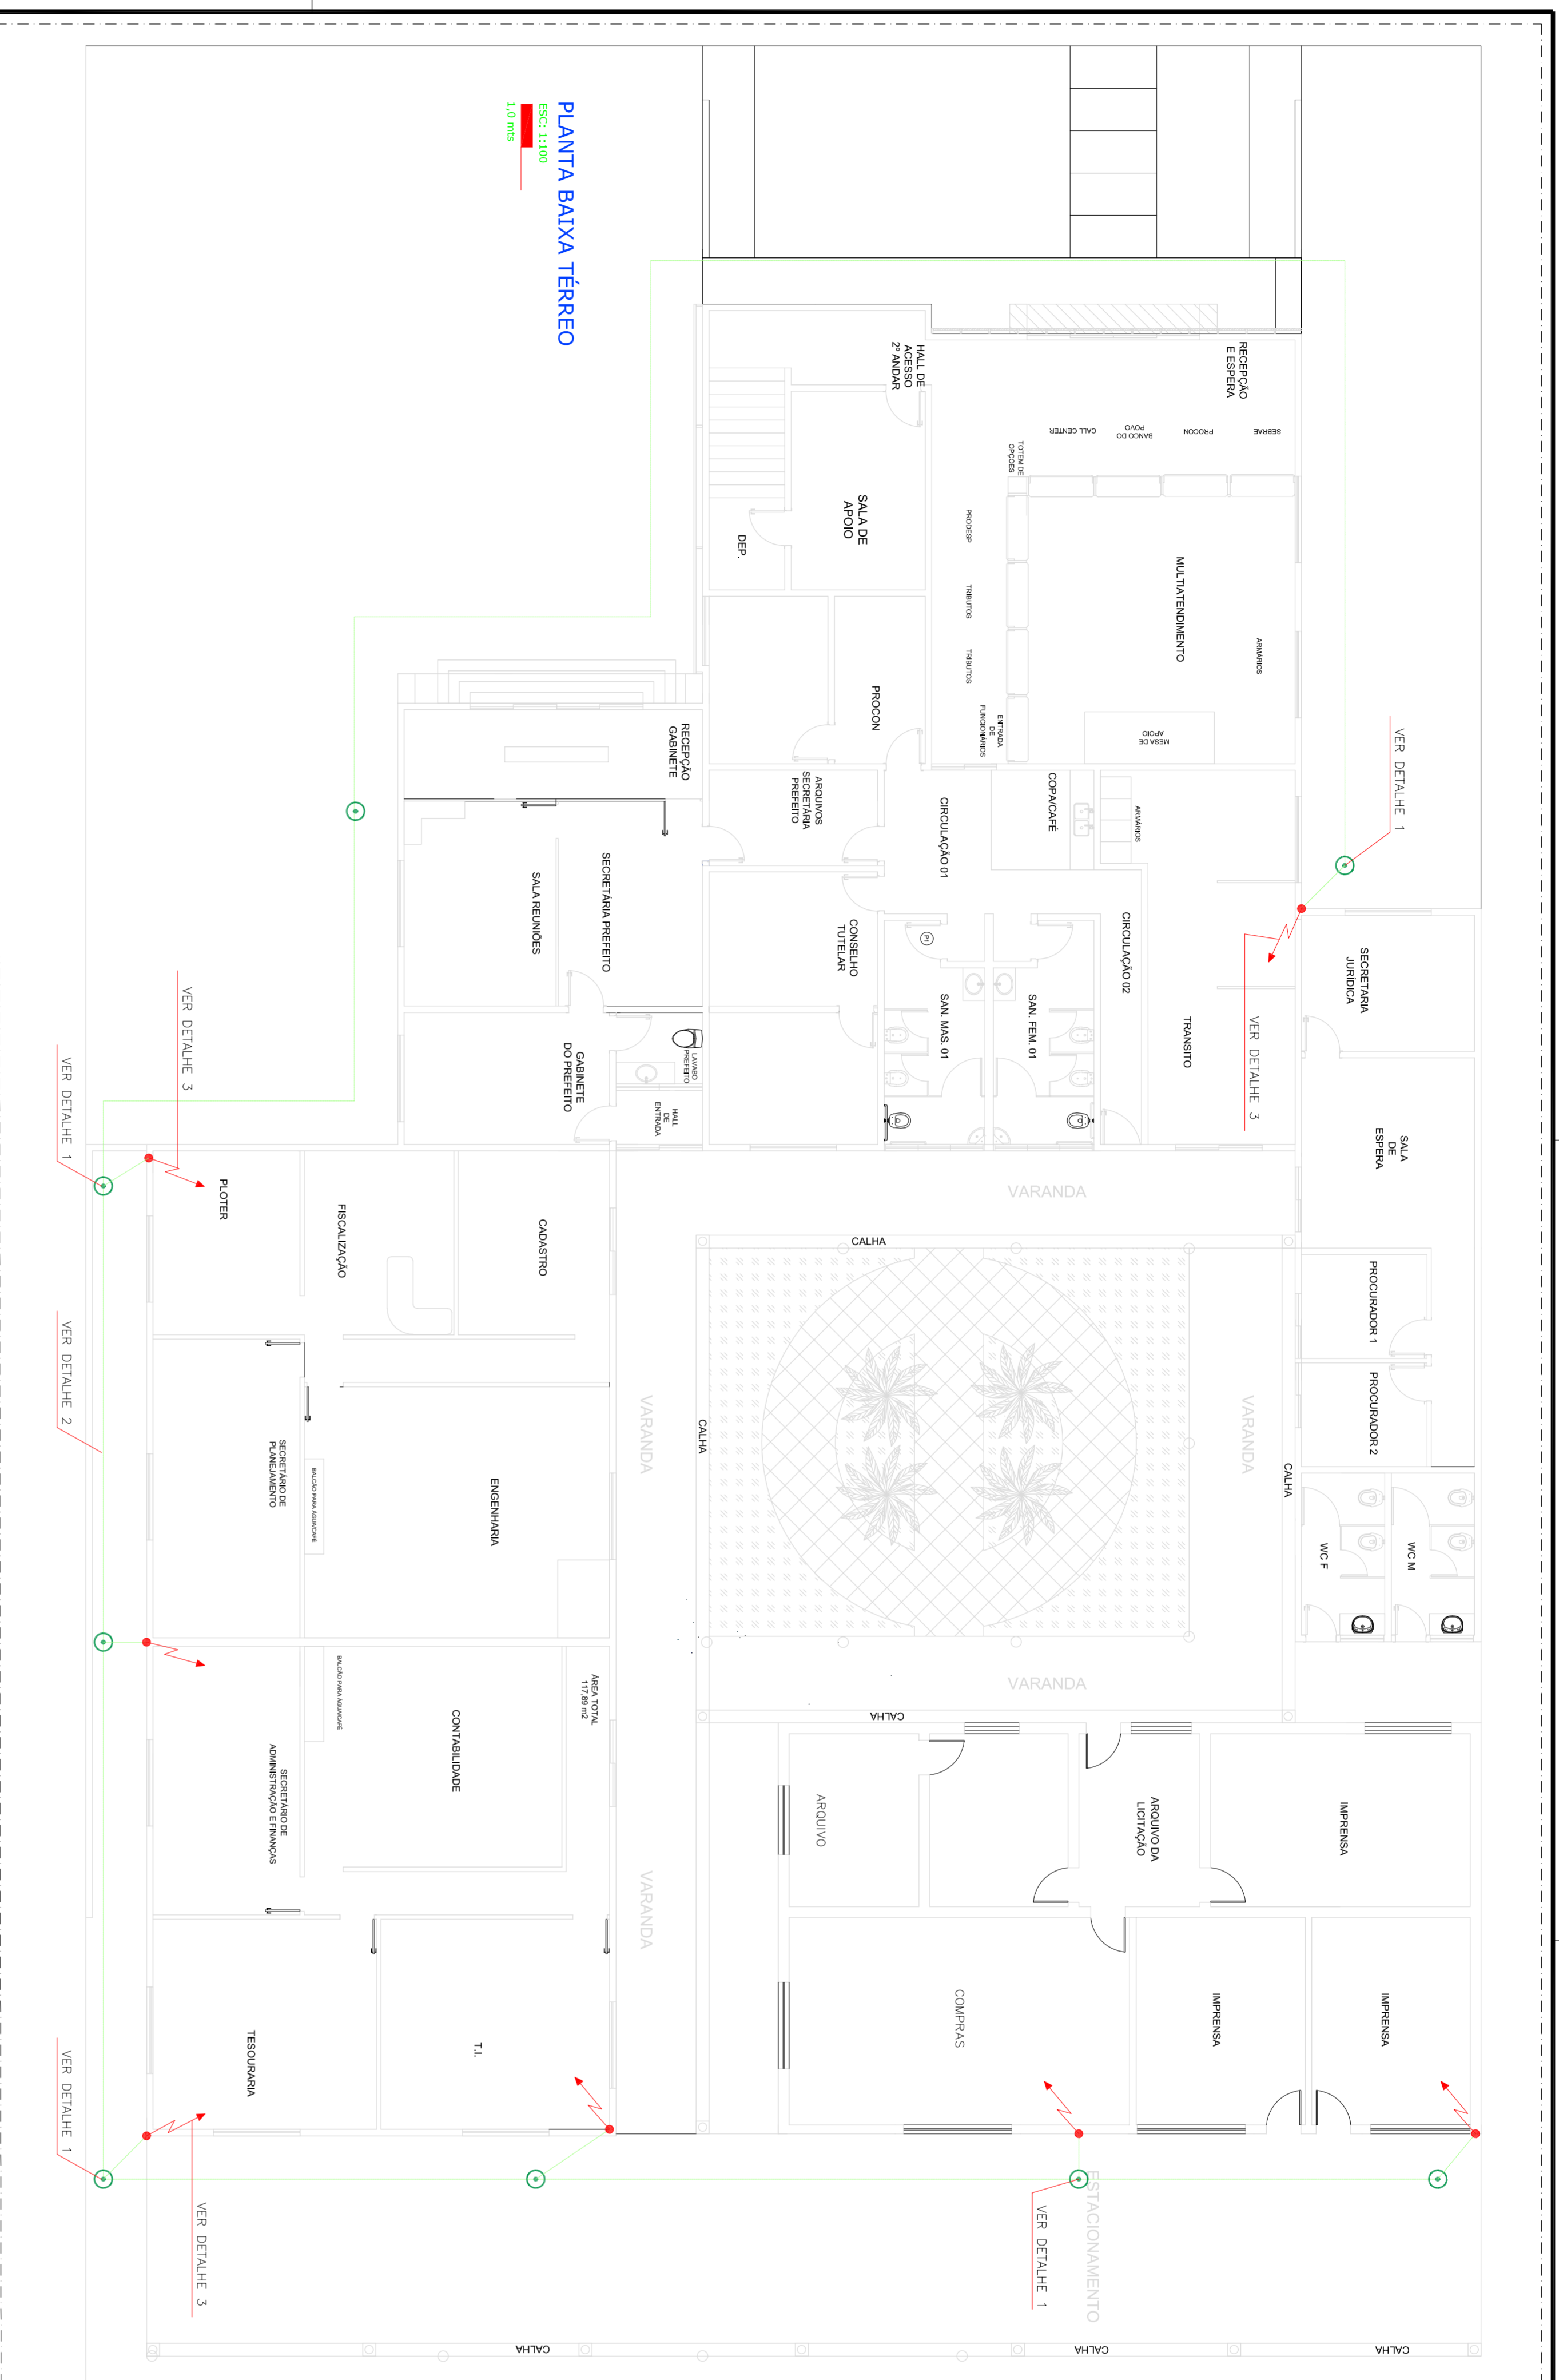 PLANTA BAIXA TÉRREO
ESC: 1:100
1,0 mts
RECEPÇÃO
E ESPERA
HALL DE
ACESSO
2º ANDAR
SEBRAE
PROCON
BANCO DO
POVO
CALL CENTER
TOTEM DE
OPÇÕES
SALA DE
APOIO
DEP.
PRODESP
TRIBUTOS
TRIBUTOS
MULTIATENDIMENTO
ARMÁRIOS
ENTRADA
DE
FUNCIONÁRIOS
MESA DE
APOIO
PROCON
RECEPÇÃO
GABINETE
VER DETALHE 1
ARQUIVOS
SECRETÁRIA
PREFEITO
CIRCULAÇÃO 01
COPA/CAFÉ
ARMÁRIOS
SECRETÁRIA PREFEITO
SALA REUNIÕES
CONSELHO
TUTELAR
P1
CIRCULAÇÃO 02
SECRETARIA
JURÍDICA
SAN. MAS. 01
SAN. FEM. 01
TRANSITO
VER DETALHE 3
GABINETE
DO PREFEITO
LAVABO
PREFEITO
HALL
DE
ENTRADA
SALA
DE
ESPERA
VER DETALHE 3
VER DETALHE 1
PLOTER
FISCALIZAÇÃO
CADASTRO
VARANDA
CALHA
PROCURADOR 1
PROCURADOR 2
VER DETALHE 2
VARANDA
CALHA
VARANDA
CALHA
SECRETÁRIO DE
PLANEJAMENTO
BALCÃO PARA ÁGUA/CAFÉ
ENGENHARIA
WC F
WC M
VARANDA
CALHA
BALCÃO PARA ÁGUA/CAFÉ
ÁREA TOTAL
117,89 m2
CONTABILIDADE
SECRETÁRIO DE
ADMINISTRAÇÃO E FINANÇAS
ARQUIVO
ARQUIVO DA
LICITAÇÃO
IMPRENSA
VARANDA
COMPRAS
IMPRENSA
IMPRENSA
TESOURARIA
T.I.
VER DETALHE 1
VER DETALHE 3
VER DETALHE 1
ESTACIONAMENTO
CALHA
CALHA
CALHA